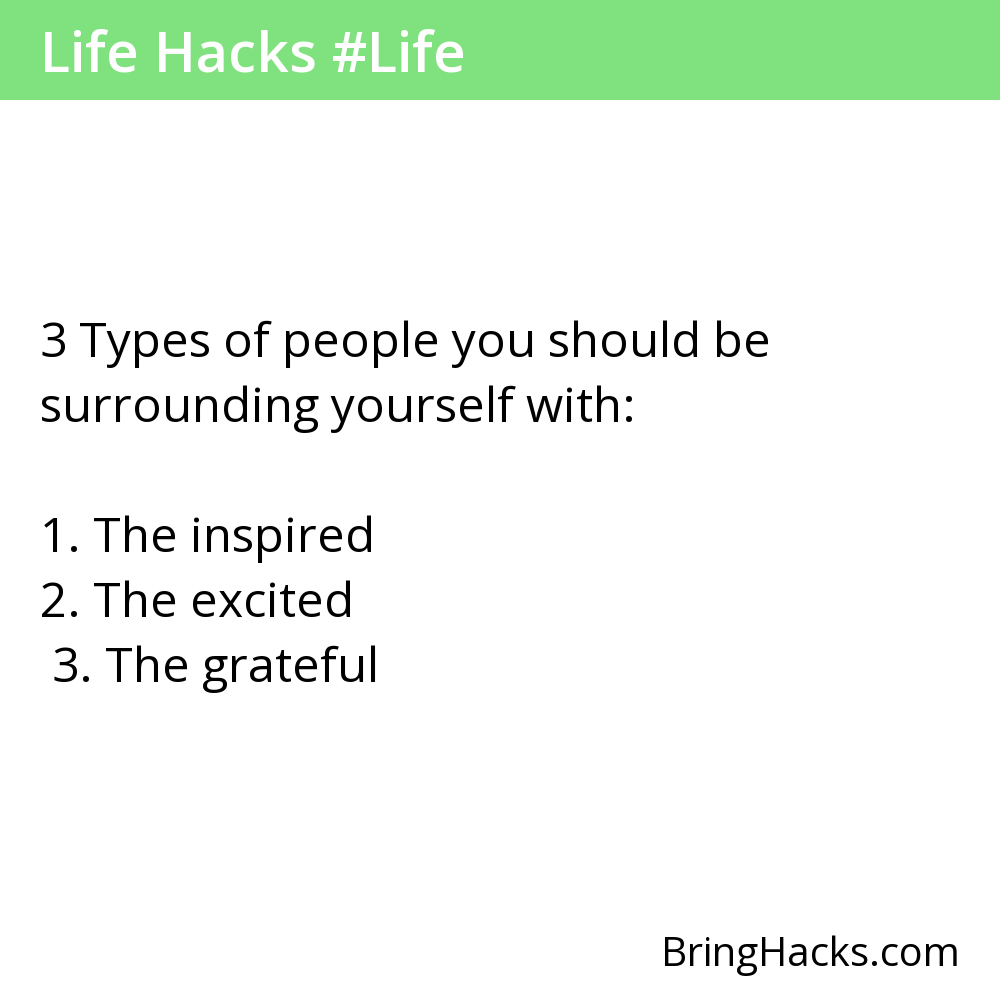 Life Hacks #Life
3 Types of people you should be
surrounding yourself with:
1. The inspired
2. The excited
3. The grateful
BringHacks.com